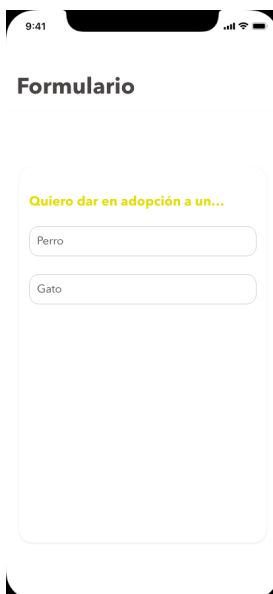 9:41
Formulario
Quiero dar en adopción a un...
Perro
Gato